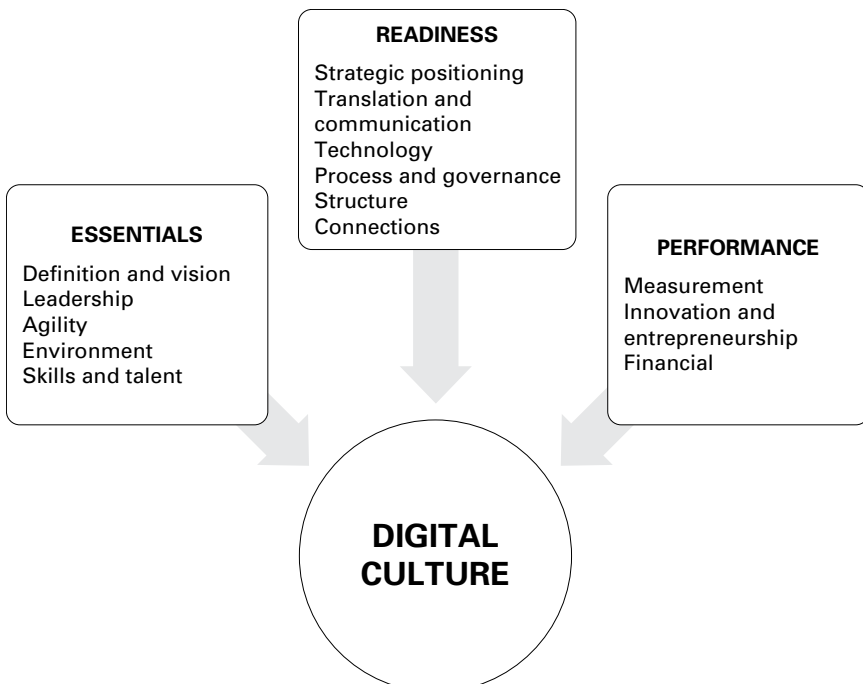 READINESS
Strategic positioning
Translation and
communication
Technology
Process and governance
Structure
Connections
ESSENTIALS
Definition and vision
Leadership
Agility
Environment
Skills and talent
PERFORMANCE
Measurement
Innovation and
entrepreneurship
Financial
DIGITAL
CULTURE